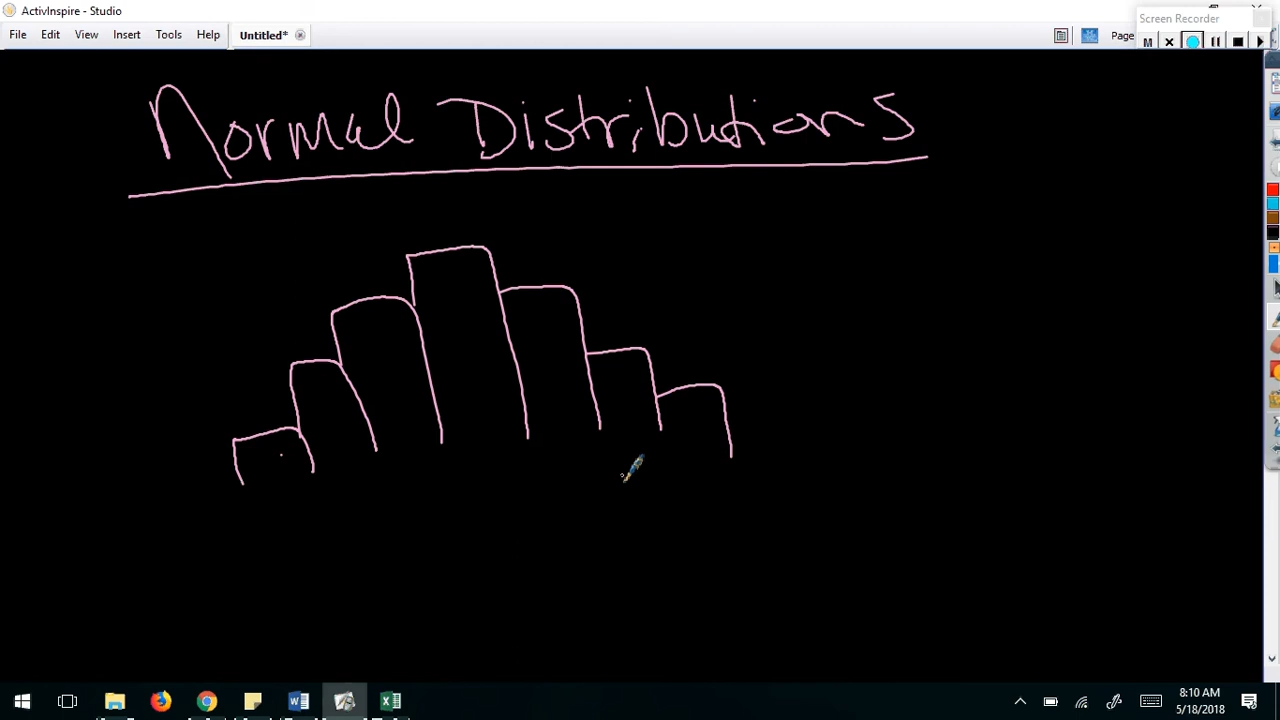 ActivInspire - Studio
Screen Recorder
File Edit View Insert Tools Help Untitled* Page
M
Normal Distributions
8:10 AM
5/18/2018